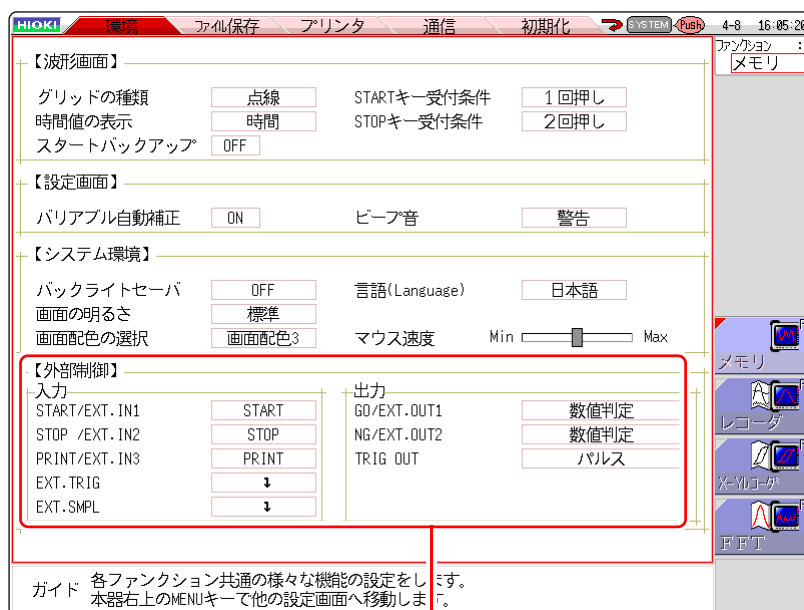 HIOKI 環境 ファイル保存 プリンタ 通信 初期化 SYSTEM Push 4-8 16:05:28
ファンクション :
メモリ
【波形画面】
グリッドの種類 点線 STARTキー受付条件 1回押し
時間値の表示 時間 STOPキー受付条件 2回押し
スタートバックアップ OFF
【設定画面】
バリアブル自動補正 ON ビープ音 警告
【システム環境】
バックライトセーバ OFF 言語(Language) 日本語
画面の明るさ 標準
画面配色の選択 画面配色3 マウス速度 Min Max
【外部制御】
入力 出力
START/EXT.IN1 START GO/EXT.OUT1 数値判定
STOP /EXT.IN2 STOP NG/EXT.OUT2 数値判定
PRINT/EXT.IN3 PRINT TRIG OUT パルス
EXT.TRIG ↴
EXT.SMPL ↴
メモリ
レコーダ
X-Yレコーダ
FFT
ガイド 各ファンクション共通の様々な機能の設定をします。
本器右上のMENUキーで他の設定画面へ移動します。